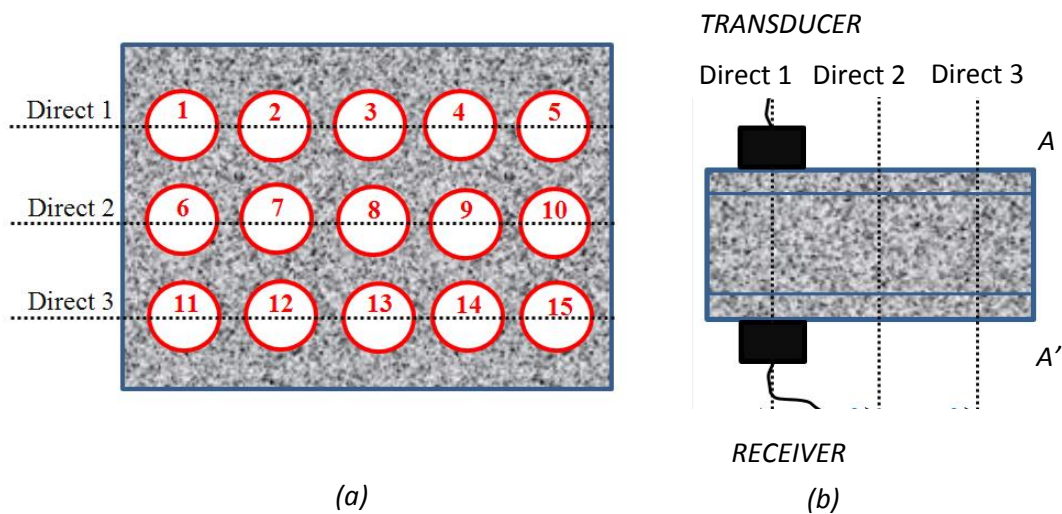 Direct 1
1 2 3 4 5
Direct 2
6 7 8 9 10
Direct 3
11 12 13 14 15
(a)
TRANSDUCER
Direct 1 Direct 2 Direct 3
A
A’
RECEIVER
(b)